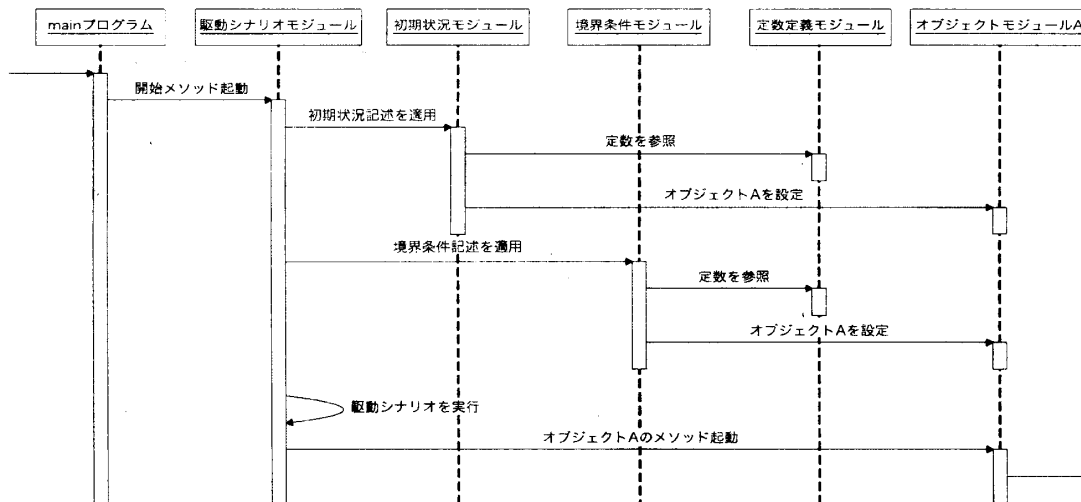 mainプログラム
駆動シナリオモジュール
初期状況モジュール
境界条件モジュール
定数定義モジュール
オブジェクトモジュールA
開始メソッド起動
初期状況記述を適用
定数を参照
オブジェクトAを設定
境界条件記述を適用
定数を参照
オブジェクトAを設定
駆動シナリオを実行
オブジェクトAのメソッド起動